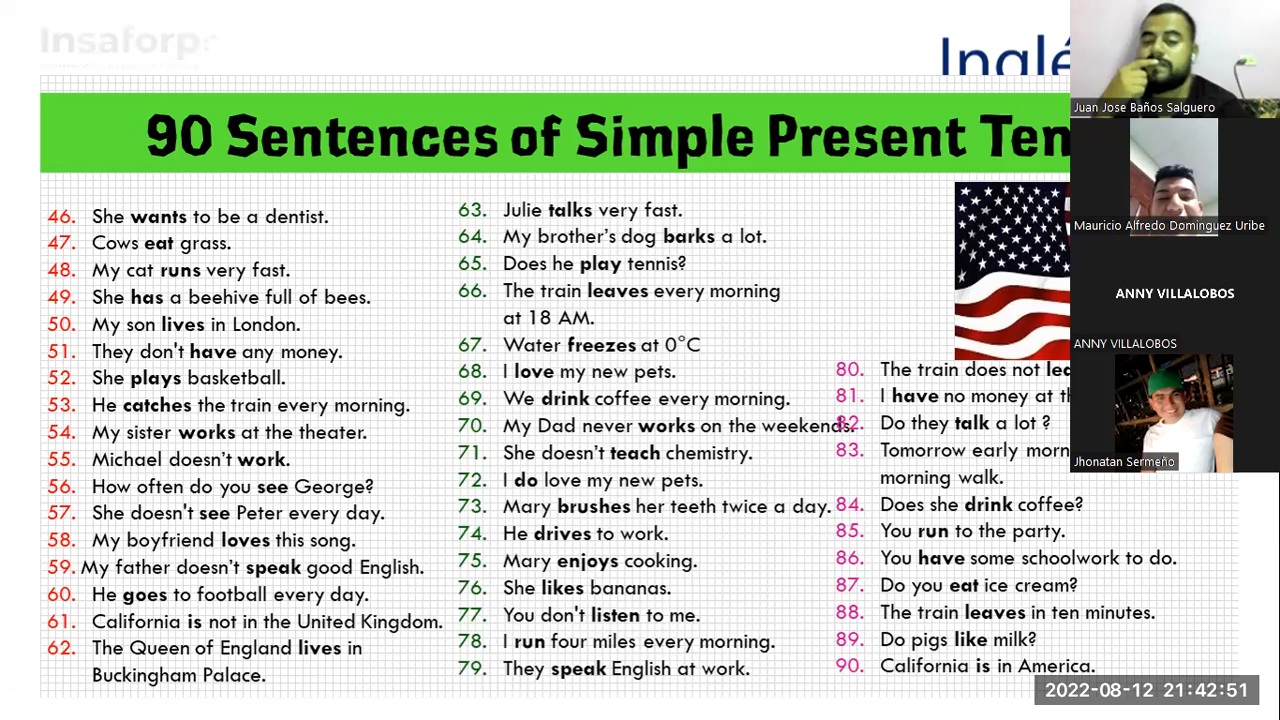 Insaforp
Inglé
90 Sentences of Simple Present Ten
46. She wants to be a dentist.
47. Cows eat grass.
48. My cat runs very fast.
49. She has a beehive full of bees.
50. My son lives in London.
51. They don't have any money.
52. She plays basketball.
53. He catches the train every morning.
54. My sister works at the theater.
55. Michael doesn't work.
56. How often do you see George?
57. She doesn't see Peter every day.
58. My boyfriend loves this song.
59. My father doesn't speak good English.
60. He goes to football every day.
61. California is not in the United Kingdom.
62. The Queen of England lives in
Buckingham Palace.
63. Julie talks very fast.
64. My brother's dog barks a lot.
65. Does he play tennis?
66. The train leaves every morning
at 18 AM.
67. Water freezes at 0°C
68. I love my new pets.
69. We drink coffee every morning.
70. My Dad never works on the weekends.
71. She doesn't teach chemistry.
72. I do love my new pets.
73. Mary brushes her teeth twice a day.
74. He drives to work.
75. Mary enjoys cooking.
76. She likes bananas.
77. You don't listen to me.
78. I run four miles every morning.
79. They speak English at work.
80. The train does not lea
81. I have no money at th
82. Do they talk a lot ?
83. Tomorrow early morn
morning walk.
84. Does she drink coffee?
85. You run to the party.
86. You have some schoolwork to do.
87. Do you eat ice cream?
88. The train leaves in ten minutes.
89. Do pigs like milk?
90. California is in America.
Juan Jose Baños Salguero
Mauricio Alfredo Dominguez Uribe
ANNY VILLALOBOS
ANNY VILLALOBOS
Jhonatan Sermeño
2022-08-12 21:42:51